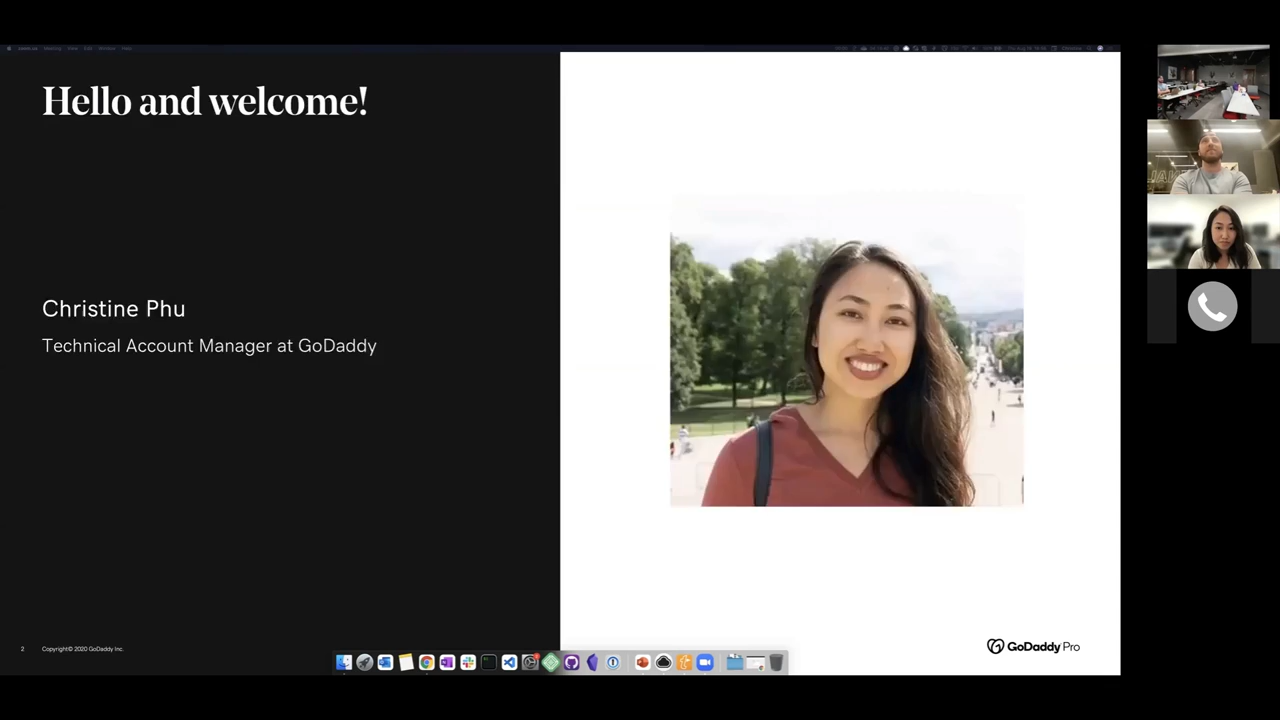 Hello and welcome!
Christine Phu
Technical Account Manager at GoDaddy
2 Copyright© 2020 GoDaddy Inc.
GoDaddy Pro